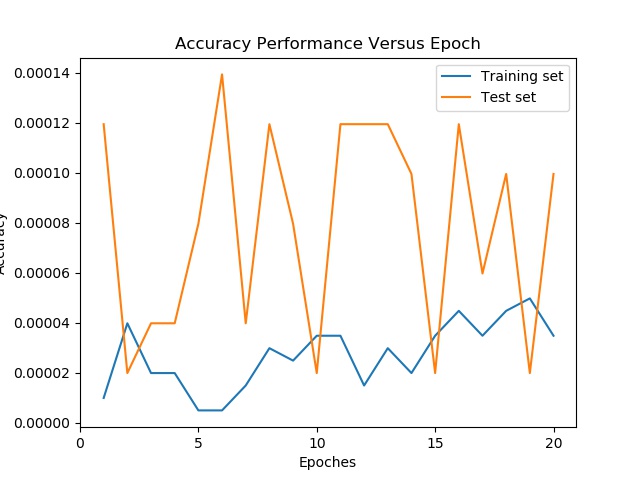 Accuracy Performance Versus Epoch
Training set
Test set
0.00014
0.00012
0.00010
0.00008
0.00006
0.00004
0.00002
0.00000
Accuracy
0
5
10
15
20
Epoches